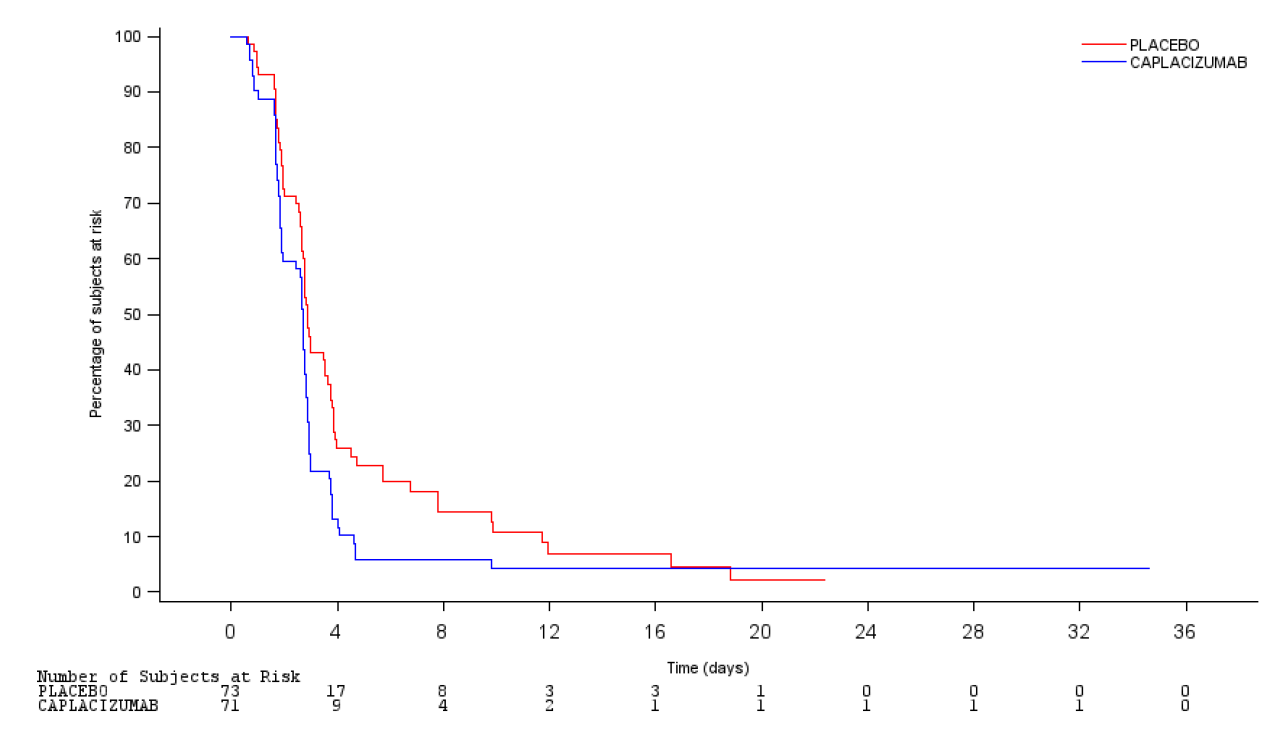 PLACEBO
CAPLACIZUMAB
100
90
80
70
60
50
40
30
20
10
0
Percentage of subjects at risk
0 4 8 12 16 20 24 28 32 36
Time (days)
Number of Subjects at Risk
PLACEBO 73 17 8 3 3 1 0 0 0 0
CAPLACIZUMAB 71 9 4 2 1 1 1 1 1 0